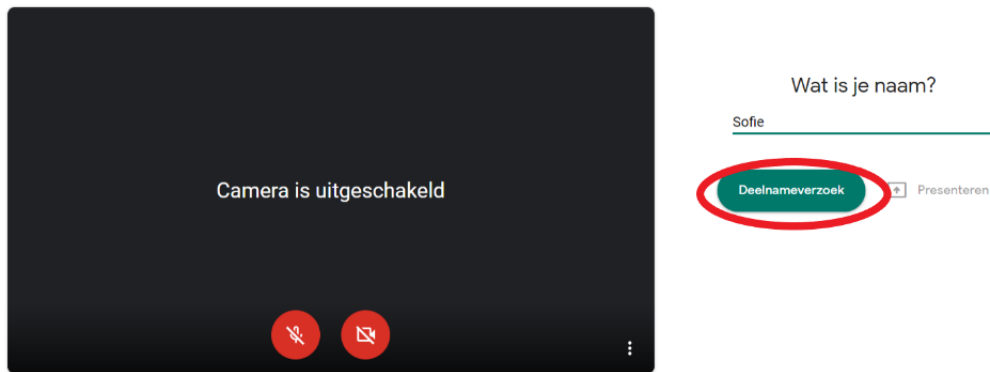 Camera is uitgeschakeld
Wat is je naam?
Sofie
Deelnameverzoek
Presenteren